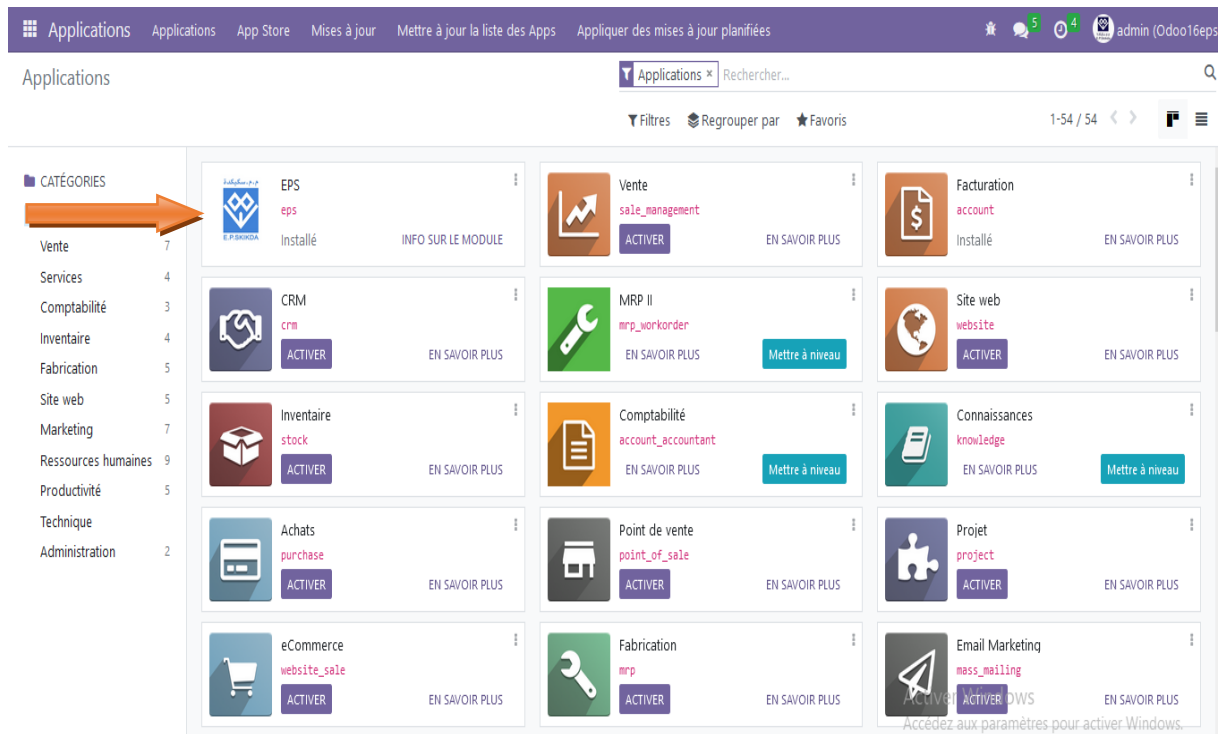 Applications Applications App Store Mises à jour Mettre à jour la liste des Apps Appliquer des mises à jour planifiées 5 4 admin (Odoo16eps
Applications
Applications × Rechercher...
Filtres Regrouper par Favoris 1-54 / 54
CATÉGORIES
Vente 7
Services 4
Comptabilité 3
Inventaire 4
Fabrication 5
Site web 5
Marketing 7
Ressources humaines 9
Productivité 5
Technique
Administration 2
E.P.SKIKDA
EPS
eps
Installé INFO SUR LE MODULE
Vente
sale_management
ACTIVER EN SAVOIR PLUS
Facturation
account
Installé EN SAVOIR PLUS
CRM
crm
ACTIVER EN SAVOIR PLUS
MRP II
mrp_workorder
EN SAVOIR PLUS Mettre à niveau
Site web
website
ACTIVER EN SAVOIR PLUS
Inventaire
stock
ACTIVER EN SAVOIR PLUS
Comptabilité
account_accountant
EN SAVOIR PLUS Mettre à niveau
Connaissances
knowledge
EN SAVOIR PLUS Mettre à niveau
Achats
purchase
ACTIVER EN SAVOIR PLUS
Point de vente
point_of_sale
ACTIVER EN SAVOIR PLUS
Projet
project
ACTIVER EN SAVOIR PLUS
eCommerce
website_sale
ACTIVER EN SAVOIR PLUS
Fabrication
mrp
ACTIVER EN SAVOIR PLUS
Email Marketing
mass_mailing
ACTIVER EN SAVOIR PLUS
Activer Windows
Accédez aux paramètres pour activer Windows.